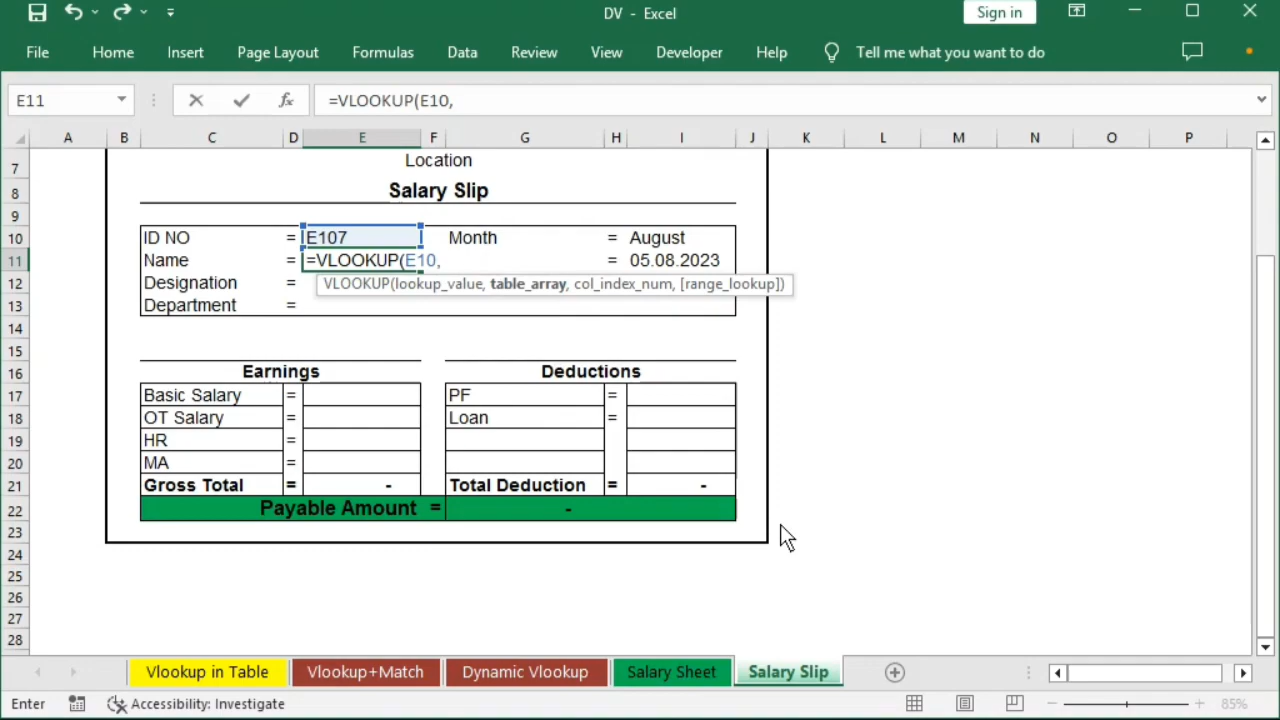 DV - Excel
Sign in
File Home Insert Page Layout Formulas Data Review View Developer Help Tell me what you want to do
E11 fx =VLOOKUP(E10,
A B C D E F G H I J K L M N O P
7 Location
8 Salary Slip
9
10 ID NO = E107 Month = August
11 Name = =VLOOKUP(E10, = 05.08.2023
12 Designation = VLOOKUP(lookup_value, table_array, col_index_num, [range_lookup])
13 Department =
14
15
16 Earnings Deductions
17 Basic Salary = PF =
18 OT Salary = Loan =
19 HR =
20 MA =
21 Gross Total = - Total Deduction = -
22 Payable Amount = -
23
24
25
26
27
28
Vlookup in Table Vlookup+Match Dynamic Vlookup Salary Sheet Salary Slip
Enter Accessibility: Investigate 85%